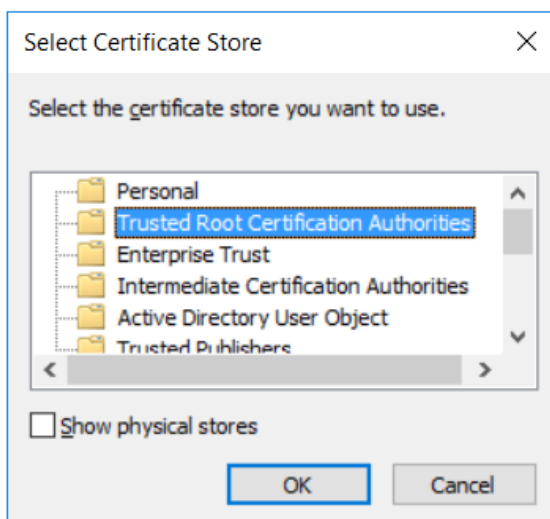 Select Certificate Store
Select the certificate store you want to use.
Personal
Trusted Root Certification Authorities
Enterprise Trust
Intermediate Certification Authorities
Active Directory User Object
Trusted Publishers
Show physical stores
OK
Cancel